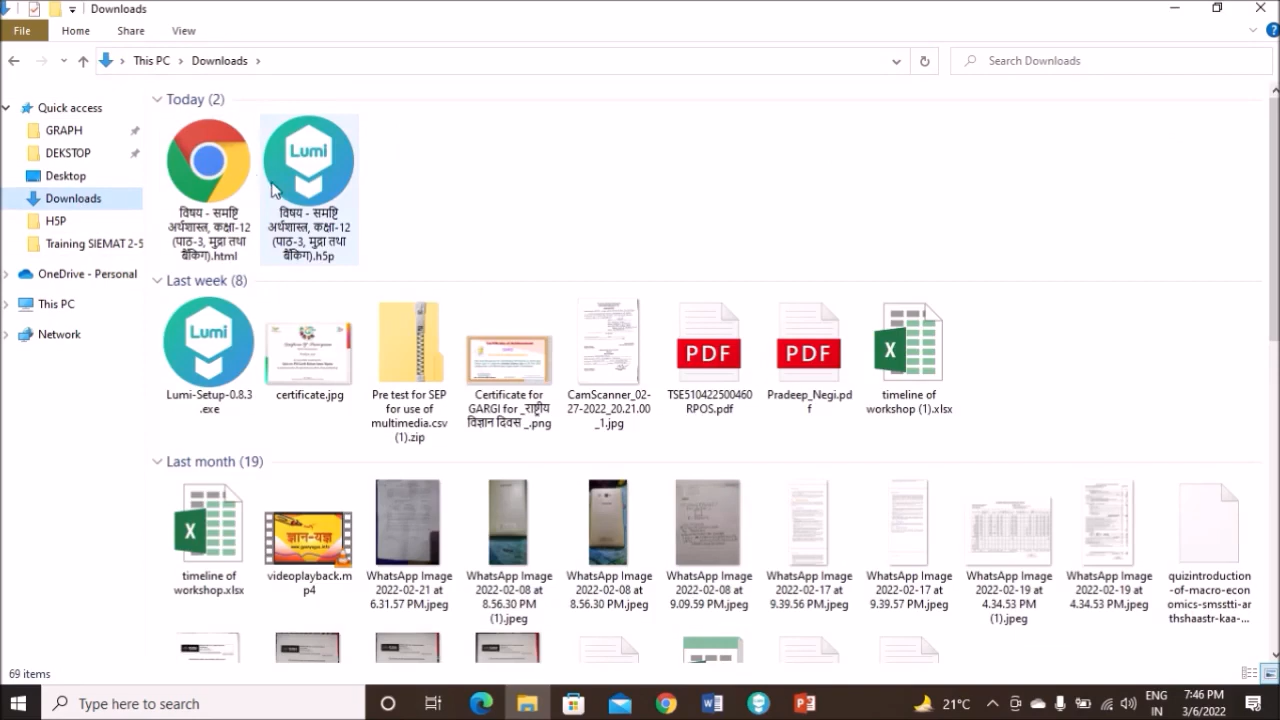 Downloads
File Home Share View
This PC Downloads
Search Downloads
Quick access
GRAPH
DEKSTOP
Desktop
Downloads
H5P
Training SIEMAT 2-5
OneDrive - Personal
This PC
Network
Today (2)
विषय - समष्टि
अर्थशास्त्र, कक्षा-12
(पाठ-3, मुद्रा तथा
बैंकिंग).html
Lumi
विषय - समष्टि
अर्थशास्त्र, कक्षा-12
(पाठ-3, मुद्रा तथा
बैंकिंग).h5p
Last week (8)
Lumi
Lumi-Setup-0.8.3
.exe
certificate.jpg
Pre test for SEP
for use of
multimedia.csv
(1).zip
Certificate for
GARGI for _राष्ट्रीय
विज्ञान दिवस _.png
CamScanner_02-
27-2022_20.21.00
_1.jpg
PDF
TSE510422500460
RPOS.pdf
PDF
Pradeep_Negi.pd
f
X
timeline of
workshop (1).xlsx
Last month (19)
X
timeline of
workshop.xlsx
ज्ञान-यज्ञ
videoplayback.m
p4
WhatsApp Image
2022-02-21 at
6.31.57 PM.jpeg
WhatsApp Image
2022-02-08 at
8.56.30 PM
(1).jpeg
WhatsApp Image
2022-02-08 at
8.56.30 PM.jpeg
WhatsApp Image
2022-02-08 at
9.09.59 PM.jpeg
WhatsApp Image
2022-02-17 at
9.39.56 PM.jpeg
WhatsApp Image
2022-02-17 at
9.39.57 PM.jpeg
WhatsApp Image
2022-02-19 at
4.34.53 PM
(1).jpeg
WhatsApp Image
2022-02-19 at
4.34.53 PM.jpeg
quizintroduction
-of-macro-econ
omics-smsstti-ar
thshaastr-kaa-...
69 items
Type here to search
21°C
ENG
IN
7:46 PM
3/6/2022